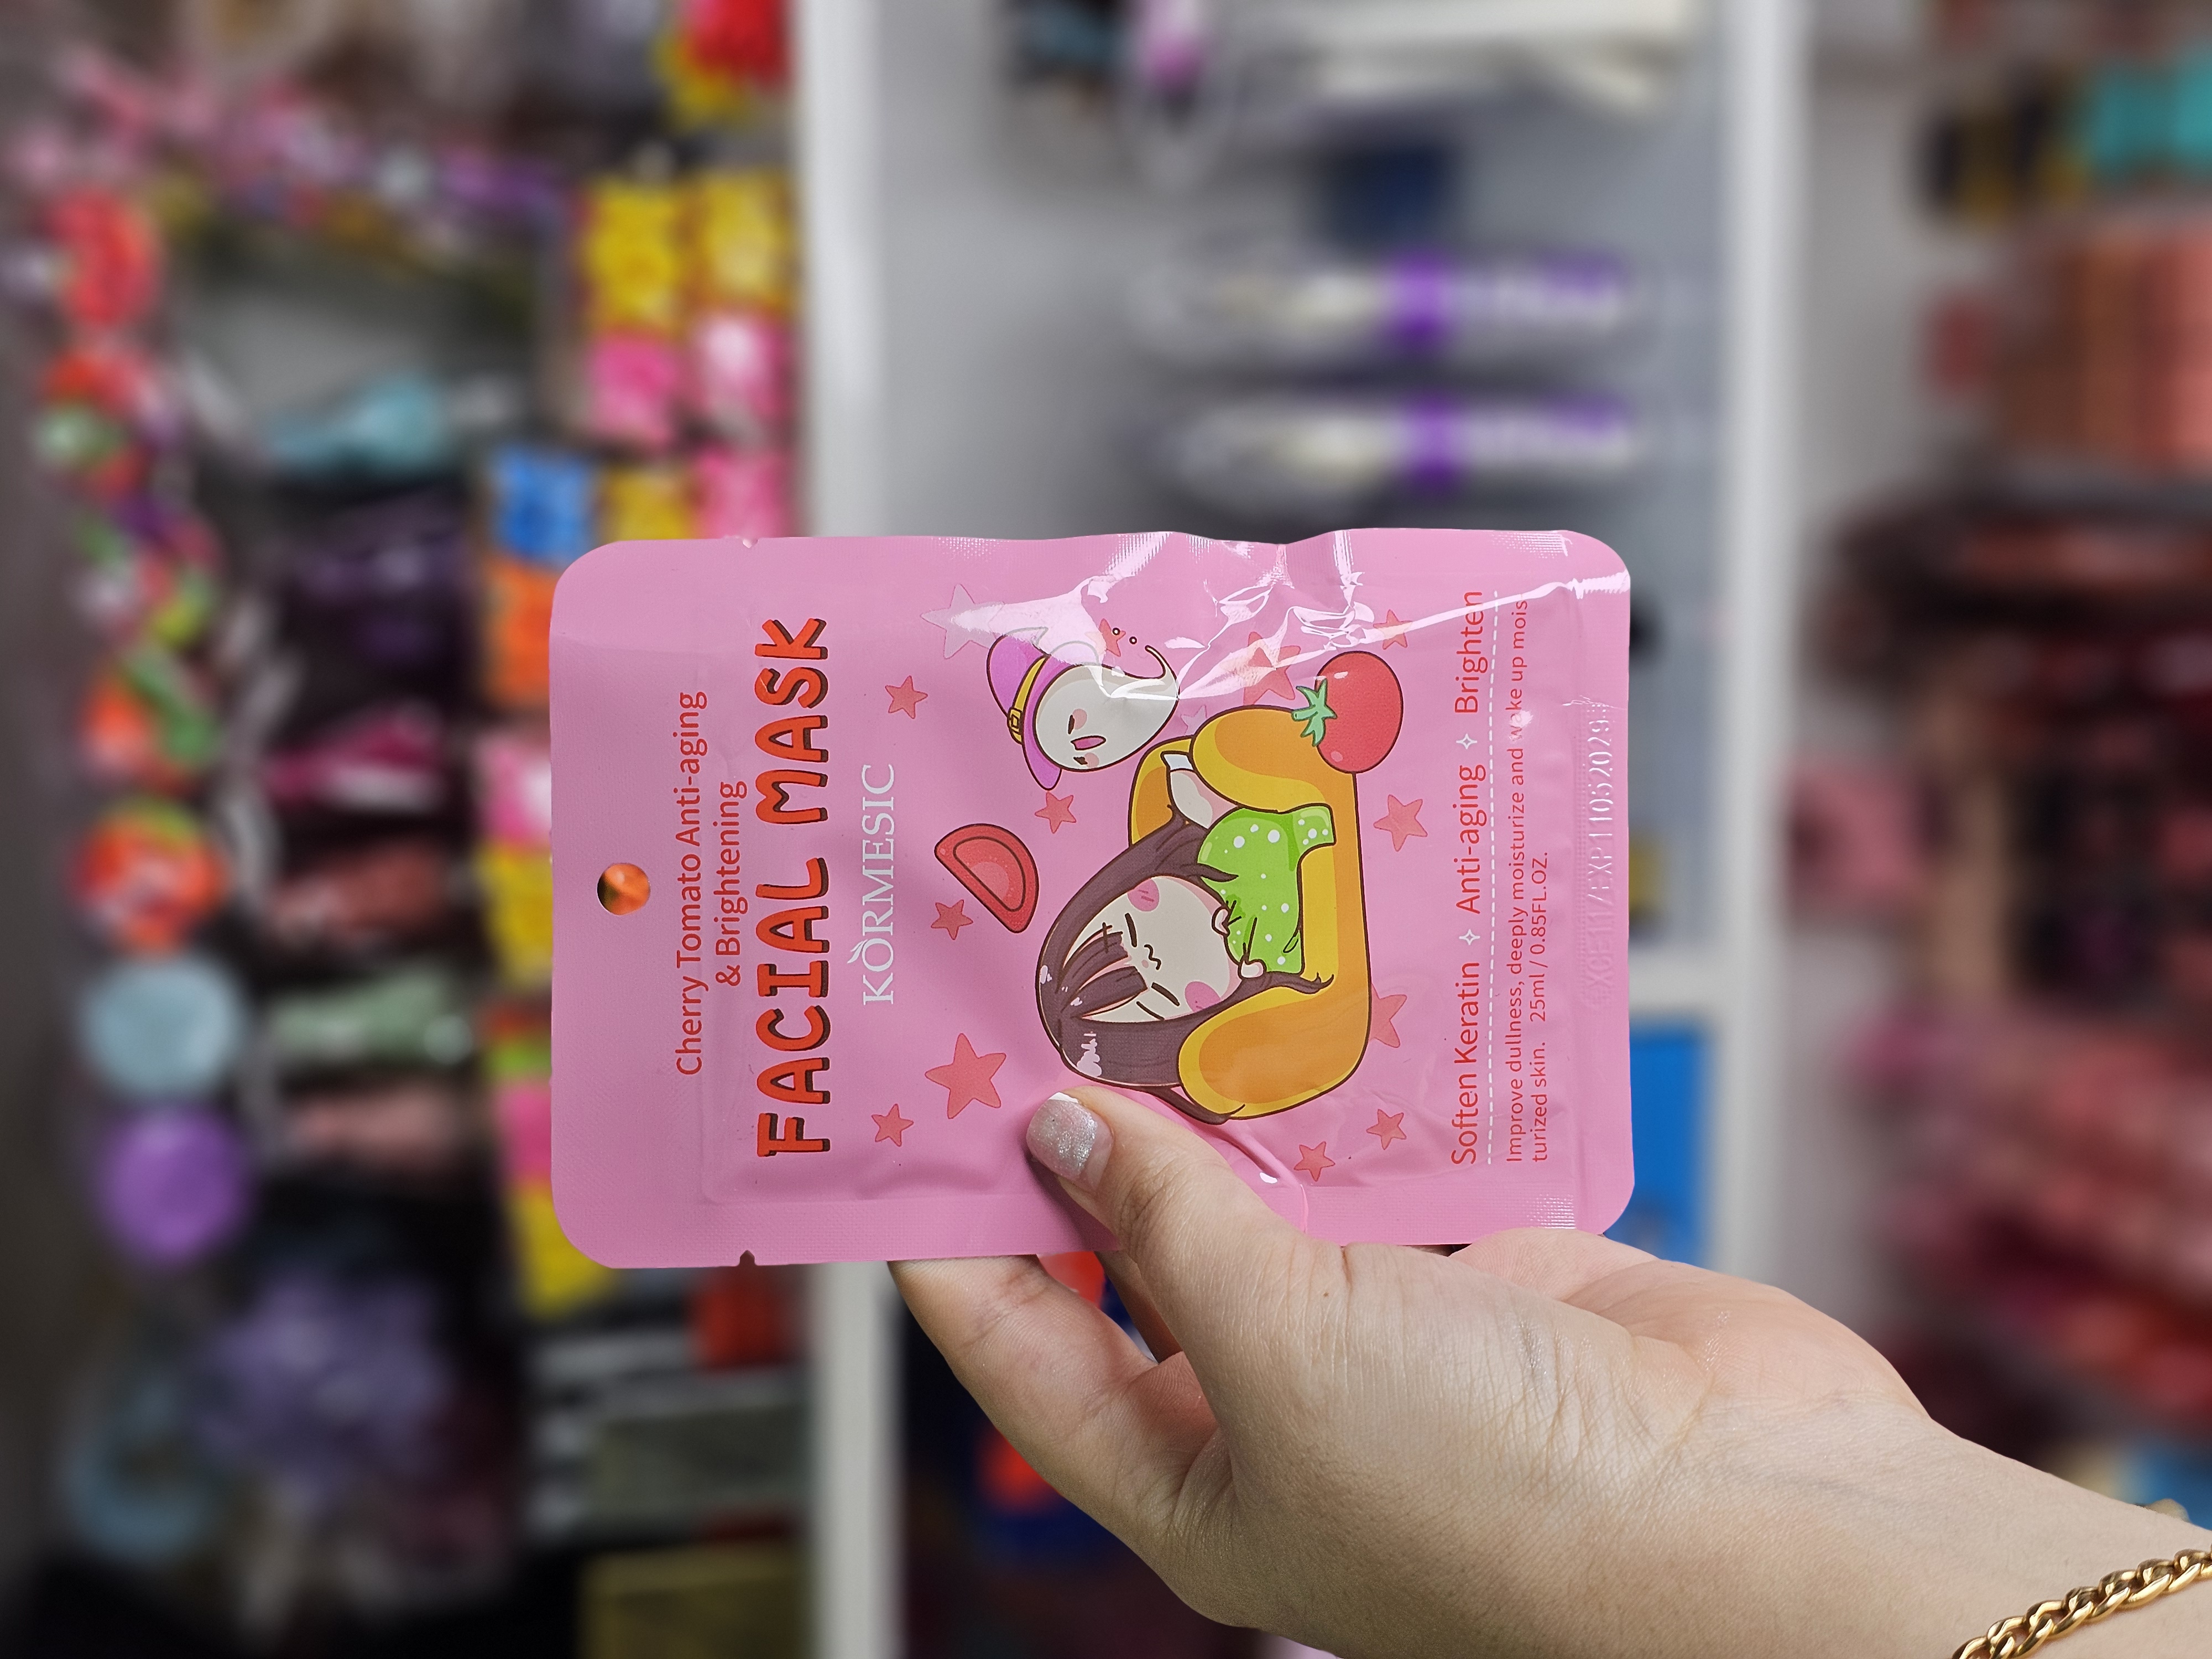 Cherry Tomato Anti-aging
& Brightening
FACIAL MASK
KÒRMESIC
Soften Keratin ✧ Anti-aging ✧ Brighten
Improve dullness, deeply moisturize and wake up mois
turized skin. 25ml / 0.85FL.OZ.